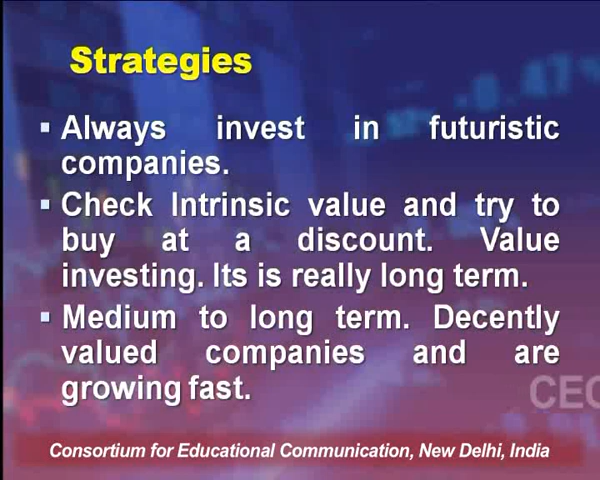 Strategies
Always invest in futuristic
companies.
Check Intrinsic value and try to
buy at a discount. Value
investing. Its is really long term.
Medium to long term. Decently
valued companies and are
growing fast.
CEC
Consortium for Educational Communication, New Delhi, India